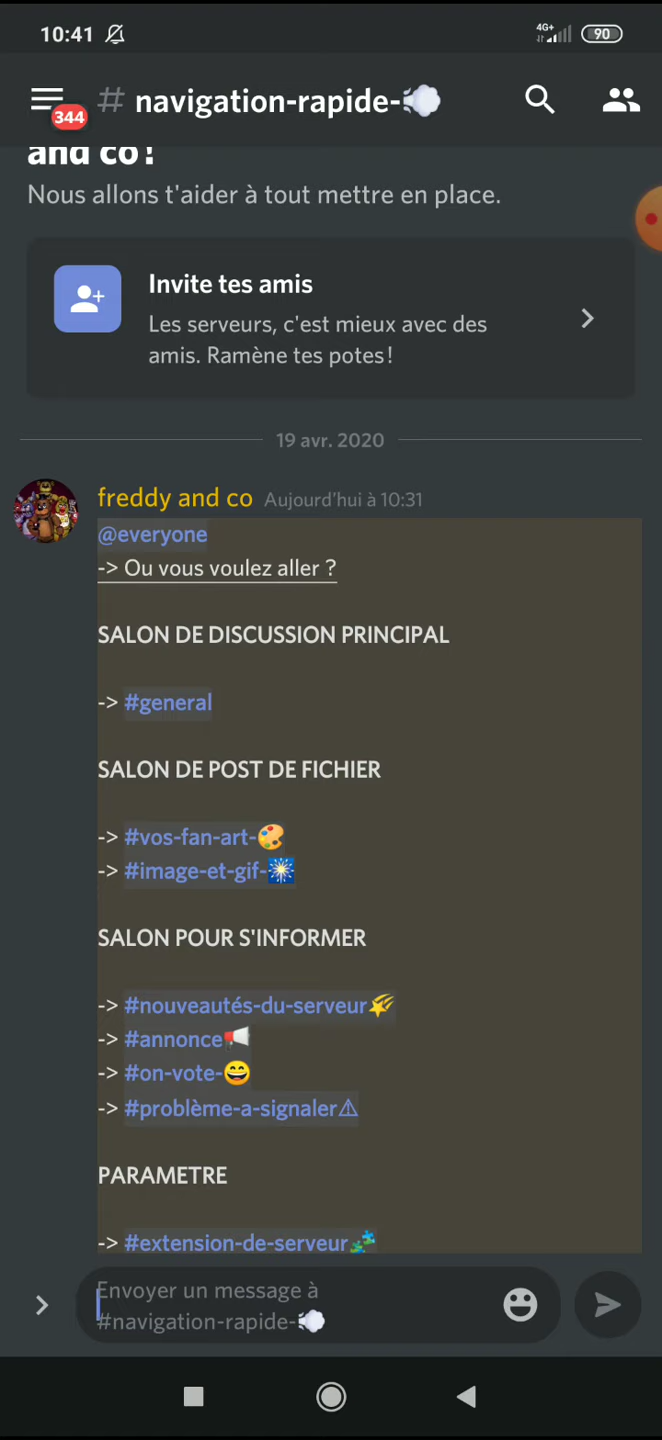 10:41
4G+
90
344
# navigation-rapide-💨
and co !
Nous allons t'aider à tout mettre en place.
Invite tes amis
Les serveurs, c'est mieux avec des
amis. Ramène tes potes !
19 avr. 2020
freddy and co Aujourd'hui à 10:31
@everyone
-> Ou vous voulez aller ?
SALON DE DISCUSSION PRINCIPAL
-> #general
SALON DE POST DE FICHIER
-> #vos-fan-art-🎨
-> #image-et-gif-🎆
SALON POUR S'INFORMER
-> #nouveautés-du-serveur🌠
-> #annonce📢
-> #on-vote-😄
-> #problème-a-signaler⚠
PARAMETRE
-> #extension-de-serveur🧩
Envoyer un message à
#navigation-rapide-💨